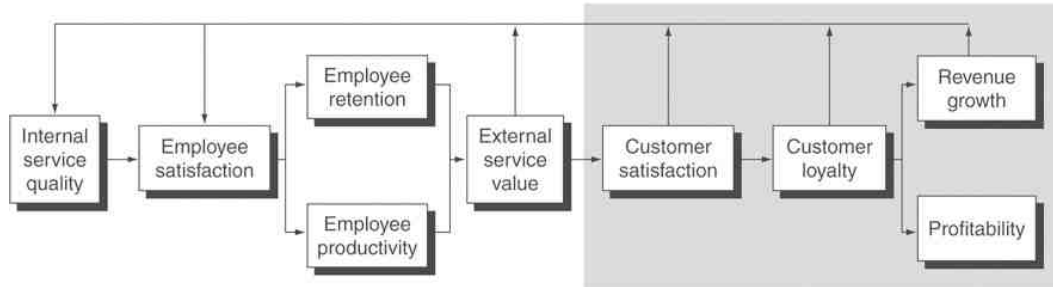 Internal
service
quality
Employee
satisfaction
Employee
retention
Employee
productivity
External
service
value
Customer
satisfaction
Customer
loyalty
Revenue
growth
Profitability